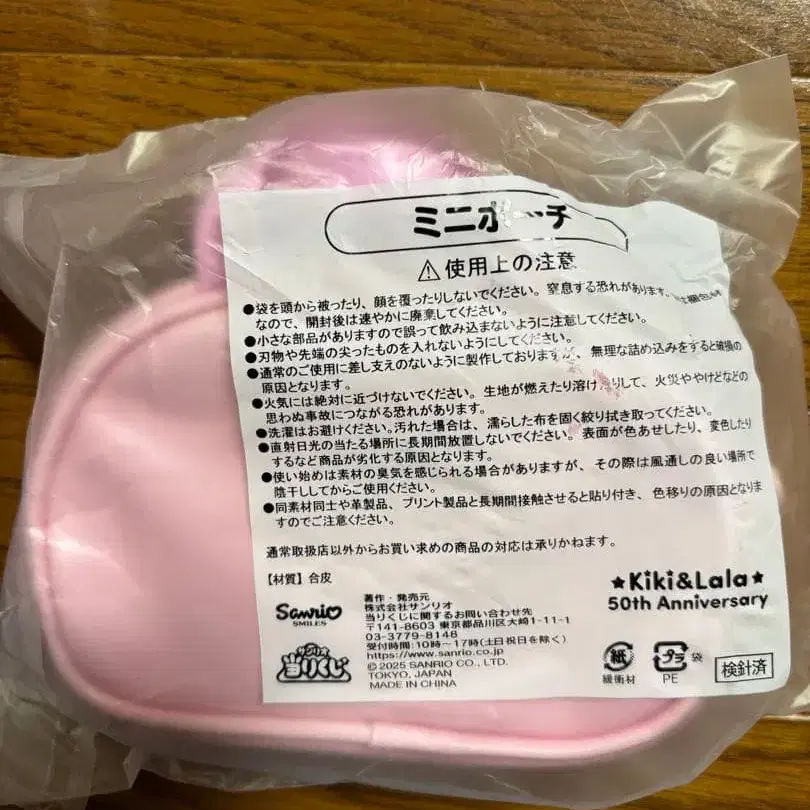 ミニポーチ
⚠使用上の注意
●袋を頭から被ったり、顔を覆ったりしないでください。窒息する恐れがあります。は梱包材
なので、開封後は速やかに廃棄してください。
●小さな部品がありますので誤って飲み込まないように注意してください。
●刃物や先端の尖ったものを入れないようにしてください。
●通常のご使用に差し支えのないように製作しておりますが、無理な詰め込みをすると破損の
原因となります。
●火気には絶対に近づけないでください。生地が燃えたり溶けたりして、火災ややけどなどの
思わぬ事故につながる恐れがあります。
●洗濯はお避けください。汚れた場合は、濡らした布を固く絞り拭き取ってください。
●直射日光の当たる場所に長期間放置しないでください。表面が色あせしたり、変色したり
するなど商品が劣化する原因となります。
●使い始めは素材の臭気を感じられる場合がありますが、その際は風通しの良い場所で
陰干ししてからご使用ください。
●同素材同士や革製品、プリント製品と長期間接触させると貼り付き、色移りの原因となりま
すのでご注意ください。
通常取扱店以外からお買い求めの商品の対応は承りかねます。
【材質】合皮
Sanrio
SMILES
サンリオ
当りくじ
著作・発売元
株式会社サンリオ
当りくじに関するお問い合わせ先
〒141-8603 東京都品川区大崎1-11-1
03-3779-8148
受付時間:10時〜17時(土日祝日を除く)
https://www.sanrio.co.jp
©2025 SANRIO CO., LTD.
TOKYO, JAPAN
MADE IN CHINA
★Kiki&Lala★
50th Anniversary
紙
緩衝材
プラ
袋
PE
検針済